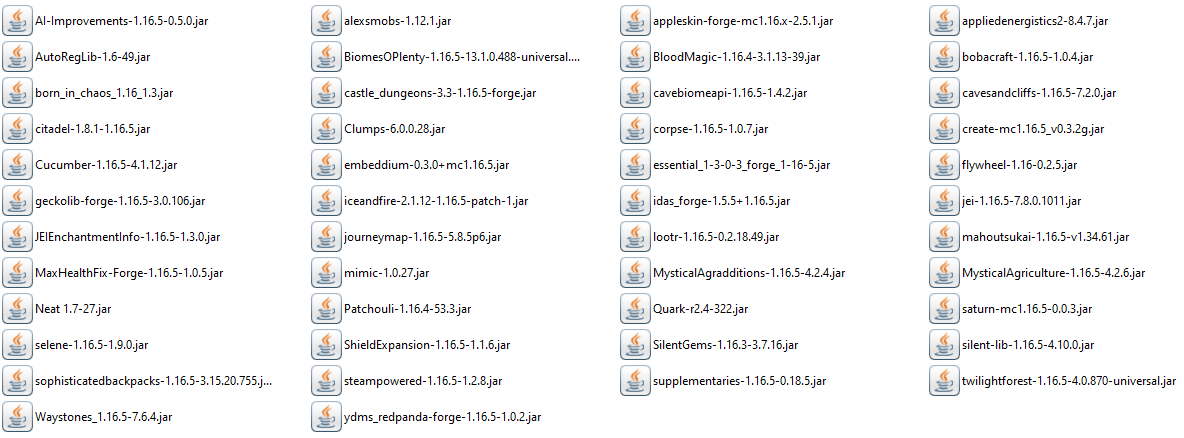 AI-Improvements-1.16.5-0.5.0.jar
alexsmobs-1.12.1.jar
appleskin-forge-mc1.16.x-2.5.1.jar
appliedenergistics2-8.4.7.jar
AutoRegLib-1.6-49.jar
BiomesOPlenty-1.16.5-13.1.0.488-universal....
BloodMagic-1.16.4-3.1.13-39.jar
bobacraft-1.16.5-1.0.4.jar
born_in_chaos_1.16_1.3.jar
castle_dungeons-3.3-1.16.5-forge.jar
cavebiomeapi-1.16.5-1.4.2.jar
cavesandcliffs-1.16.5-7.2.0.jar
citadel-1.8.1-1.16.5.jar
Clumps-6.0.0.28.jar
corpse-1.16.5-1.0.7.jar
create-mc1.16.5_v0.3.2g.jar
Cucumber-1.16.5-4.1.12.jar
embeddium-0.3.0+mc1.16.5.jar
essential_1-3-0-3_forge_1-16-5.jar
flywheel-1.16-0.2.5.jar
geckolib-forge-1.16.5-3.0.106.jar
iceandfire-2.1.12-1.16.5-patch-1.jar
idas_forge-1.5.5+1.16.5.jar
jei-1.16.5-7.8.0.1011.jar
JEIEnchantmentInfo-1.16.5-1.3.0.jar
journeymap-1.16.5-5.8.5p6.jar
lootr-1.16.5-0.2.18.49.jar
mahoutsukai-1.16.5-v1.34.61.jar
MaxHealthFix-Forge-1.16.5-1.0.5.jar
mimic-1.0.27.jar
MysticalAgradditions-1.16.5-4.2.4.jar
MysticalAgriculture-1.16.5-4.2.6.jar
Neat 1.7-27.jar
Patchouli-1.16.4-53.3.jar
Quark-r2.4-322.jar
saturn-mc1.16.5-0.0.3.jar
selene-1.16.5-1.9.0.jar
ShieldExpansion-1.16.5-1.1.6.jar
SilentGems-1.16.3-3.7.16.jar
silent-lib-1.16.5-4.10.0.jar
sophisticatedbackpacks-1.16.5-3.15.20.755.j...
steampowered-1.16.5-1.2.8.jar
supplementaries-1.16.5-0.18.5.jar
twilightforest-1.16.5-4.0.870-universal.jar
Waystones_1.16.5-7.6.4.jar
ydms_redpanda-forge-1.16.5-1.0.2.jar